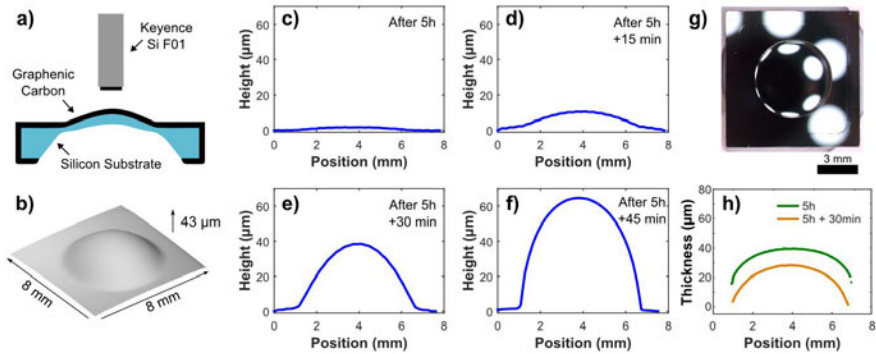 a)
Keyence
Si F01
Graphenic
Carbon
Silicon Substrate
b)
43 µm
8 mm
8 mm
c)
After 5h
Height (µm)
60
40
20
0
0 2 4 6 8
Position (mm)
d)
After 5h
+15 min
Height (µm)
60
40
20
0
0 2 4 6 8
Position (mm)
e)
After 5h
+30 min
Height (µm)
60
40
20
0
0 2 4 6 8
Position (mm)
f)
After 5h
+45 min
Height (µm)
60
40
20
0
0 2 4 6 8
Position (mm)
g)
3 mm
h)
5h
5h + 30min
Thickness (µm)
80
60
40
20
0
0 2 4 6 8
Position (mm)